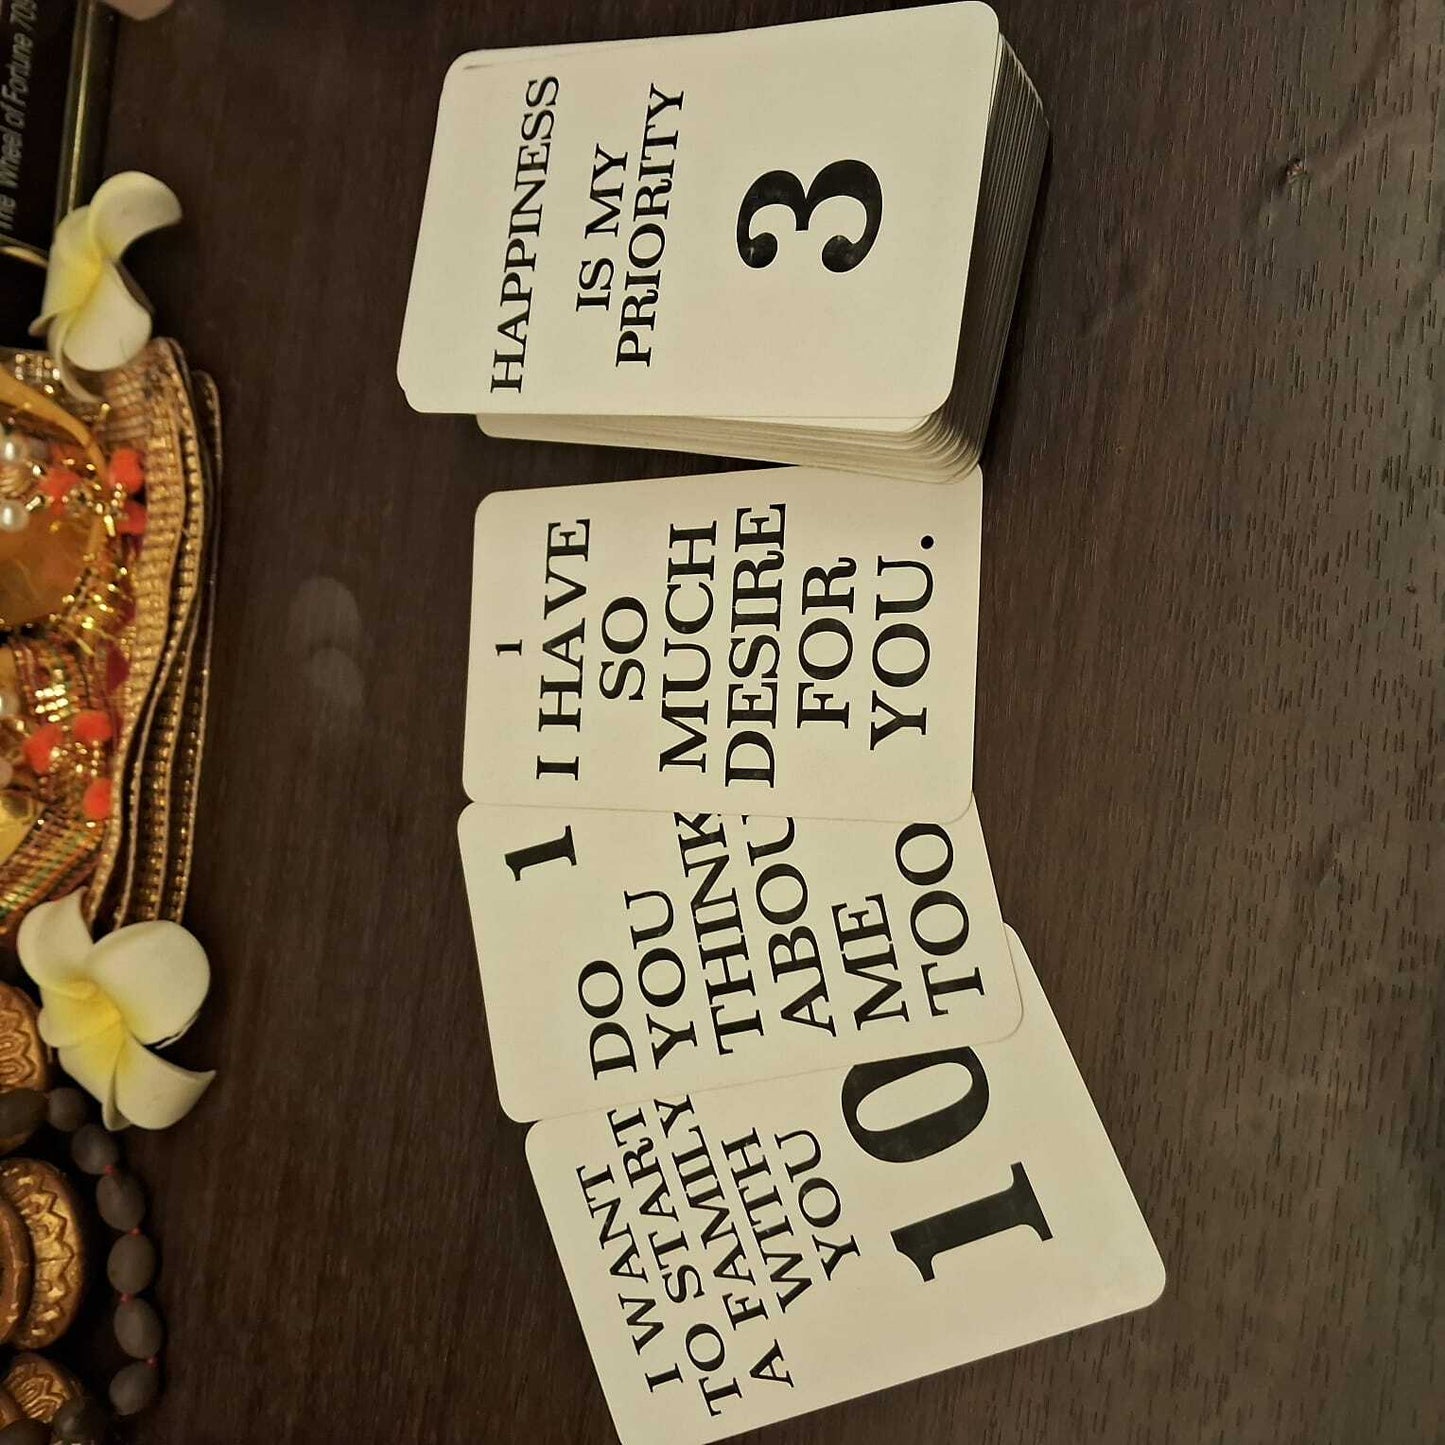 The Wheel of Fortune 709
HAPPINESS
IS MY
PRIORITY
3
1
I HAVE
SO
MUCH
DESIRE
FOR
YOU.
1
DO
YOU
THINK
ABOU
ME
TOO
I WANT
TO START
A FAMILY
WITH
YOU
10